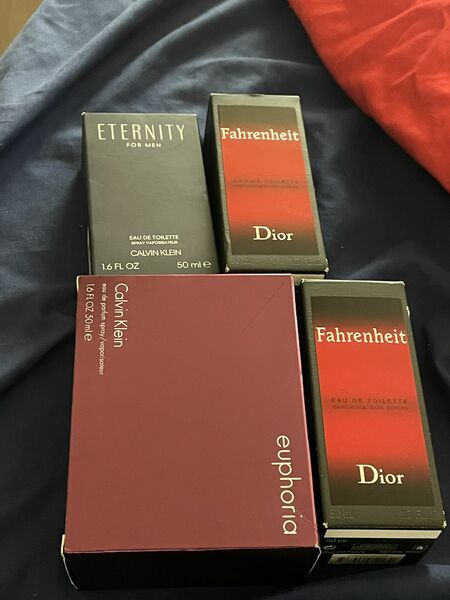 ETERNITY
FOR MEN
EAU DE TOILETTE
SPRAY VAPORISATEUR
CALVIN KLEIN
1.6 FL OZ 50 ml e
Fahrenheit
EAU DE TOILETTE
VAPORISATEUR SPRAY
Dior
Calvin Klein
eau de parfum spray/vaporisateur
1.6 FL OZ 50 ml e
euphoria
Fahrenheit
EAU DE TOILETTE
VAPORISATEUR SPRAY
Dior